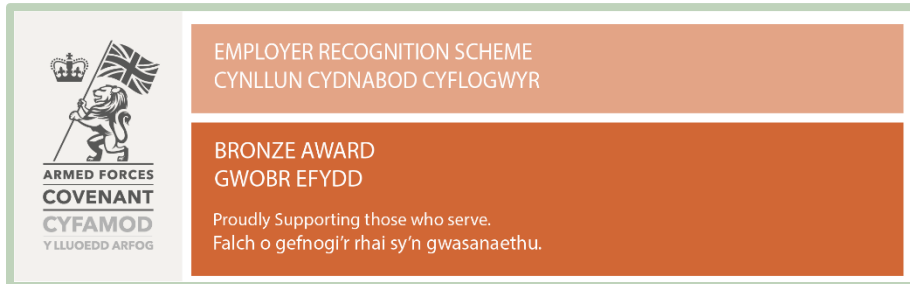 ARMED FORCES
COVENANT
CYFAMOD
Y LLUOEDD ARFOG
EMPLOYER RECOGNITION SCHEME
CYNLLUN CYDNABOD CYFLOGWYR
BRONZE AWARD
GWOBR EFYDD
Proudly Supporting those who serve.
Falch o gefnogi'r rhai sy'n gwasanaethu.